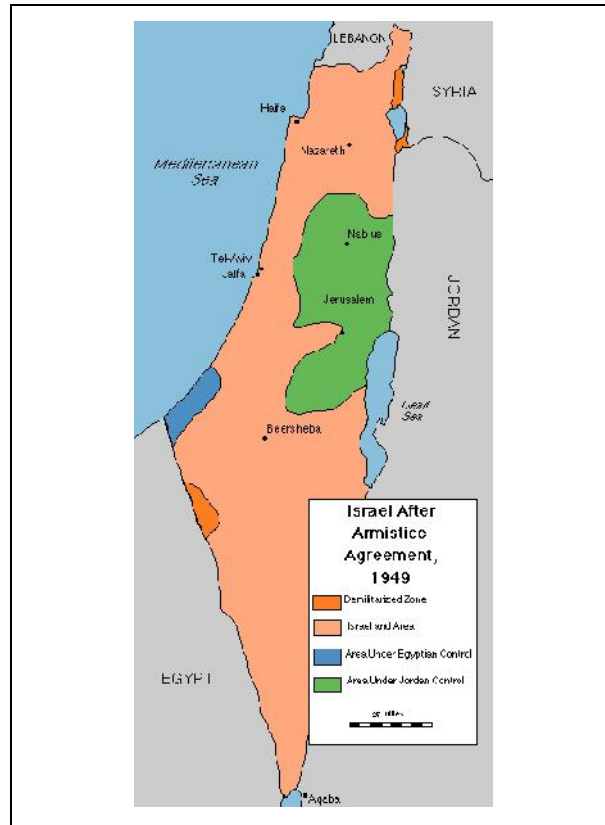 LEBANON
SYRIA
Haifa
Nazareth
Mediterranean
Sea
Nablus
Tel Aviv
Jaffa
Jerusalem
JORDAN
Dead
Sea
Beersheba
Israel After
Armistice
Agreement,
1949
Demilitarized Zone
Israel and Area
Area Under Egyptian Control
Area Under Jordan Control
miles
EGYPT
Aqaba